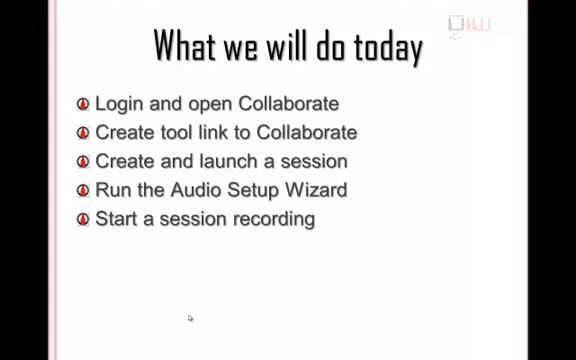 What we will do today
Login and open Collaborate
Create tool link to Collaborate
Create and launch a session
Run the Audio Setup Wizard
Start a session recording